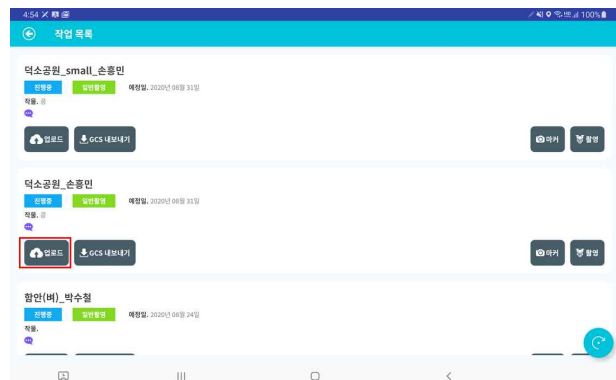 4:54
100%
작업 목록
덕소공원_small_손흥민
진행중 일반촬영 예정일. 2020년 08월 31일
작물. 콩
업로드 GCS 내보내기 마커 촬영
덕소공원_손흥민
진행중 일반촬영 예정일. 2020년 08월 31일
작물. 콩
업로드 GCS 내보내기 마커 촬영
함안(벼)_박수철
진행중 일반촬영 예정일. 2020년 08월 24일
작물.